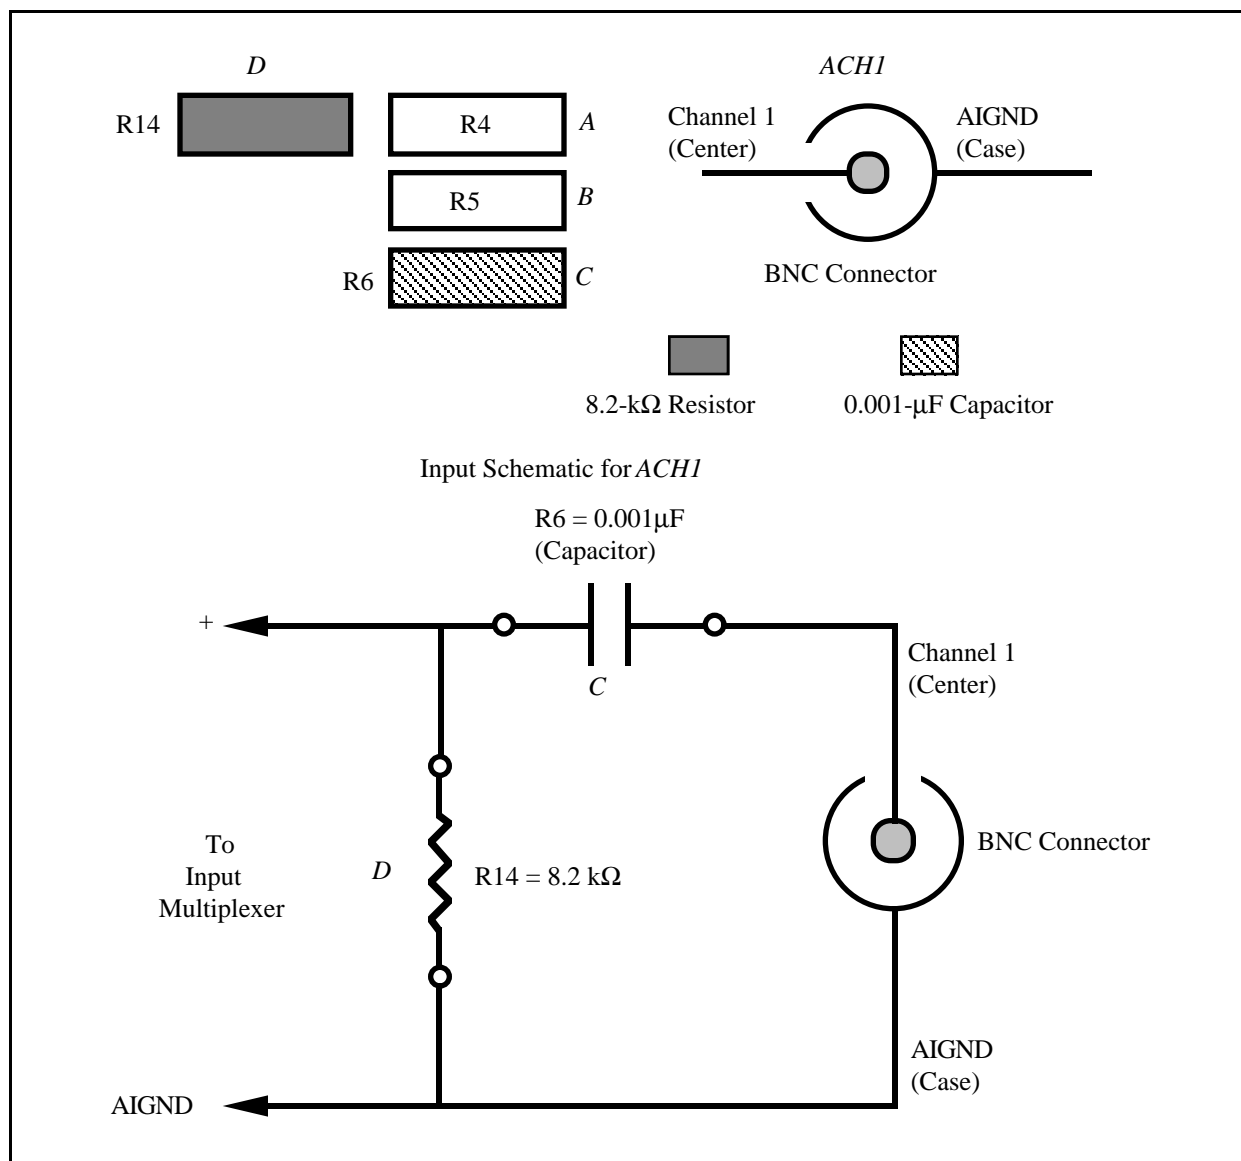 D
ACH1
R14
R4
A
Channel 1
(Center)
AIGND
(Case)
R5
B
R6
C
BNC Connector
8.2-kΩ Resistor
0.001-µF Capacitor
Input Schematic for ACH1
R6 = 0.001µF
(Capacitor)
+
C
Channel 1
(Center)
To
Input
Multiplexer
D
R14 = 8.2 kΩ
BNC Connector
AIGND
(Case)
AIGND